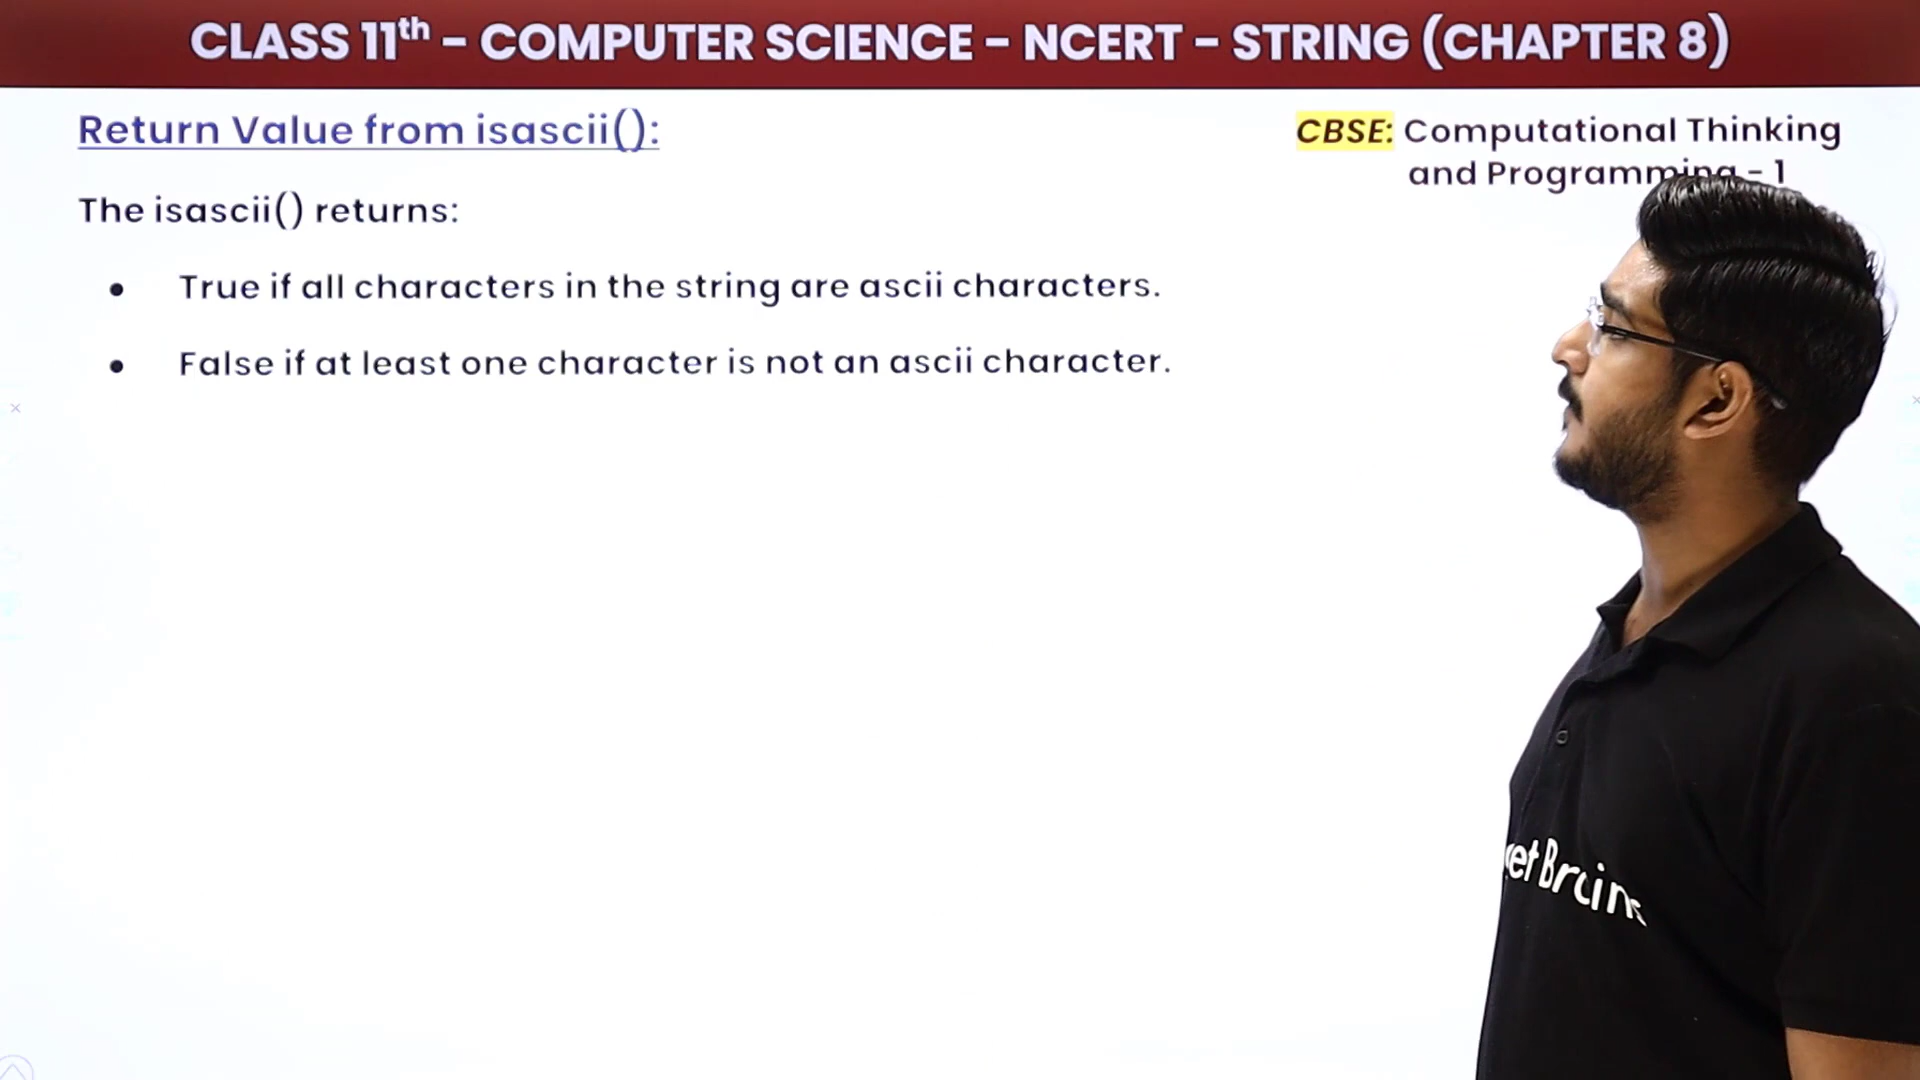 CLASS 11th - COMPUTER SCIENCE - NCERT - STRING (CHAPTER 8)
Return Value from isascii():
CBSE: Computational Thinking
and Programming - 1
The isascii() returns:
• True if all characters in the string are ascii characters.
• False if at least one character is not an ascii character.
et Brains